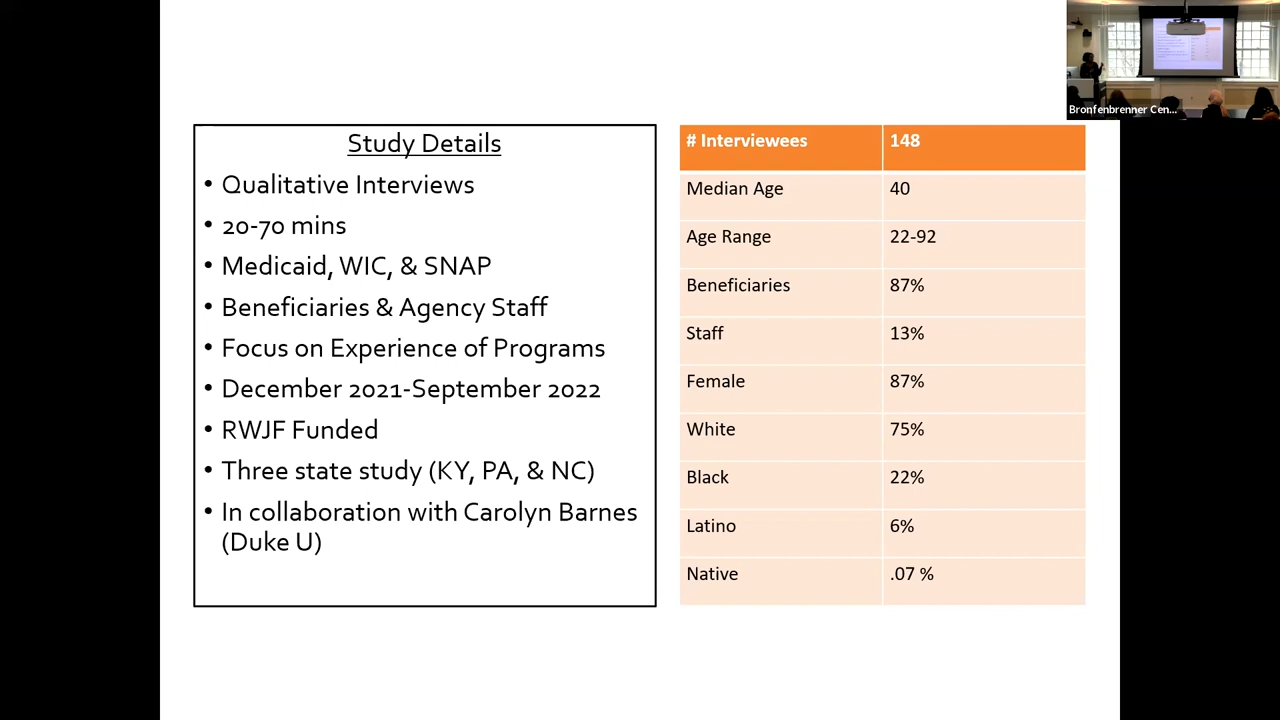 Bronfenbrenner Cen...
Study Details
• Qualitative Interviews
• 20-70 mins
• Medicaid, WIC, & SNAP
• Beneficiaries & Agency Staff
• Focus on Experience of Programs
• December 2021-September 2022
• RWJF Funded
• Three state study (KY, PA, & NC)
• In collaboration with Carolyn Barnes
(Duke U)
# Interviewees 148
Median Age 40
Age Range 22-92
Beneficiaries 87%
Staff 13%
Female 87%
White 75%
Black 22%
Latino 6%
Native .07 %